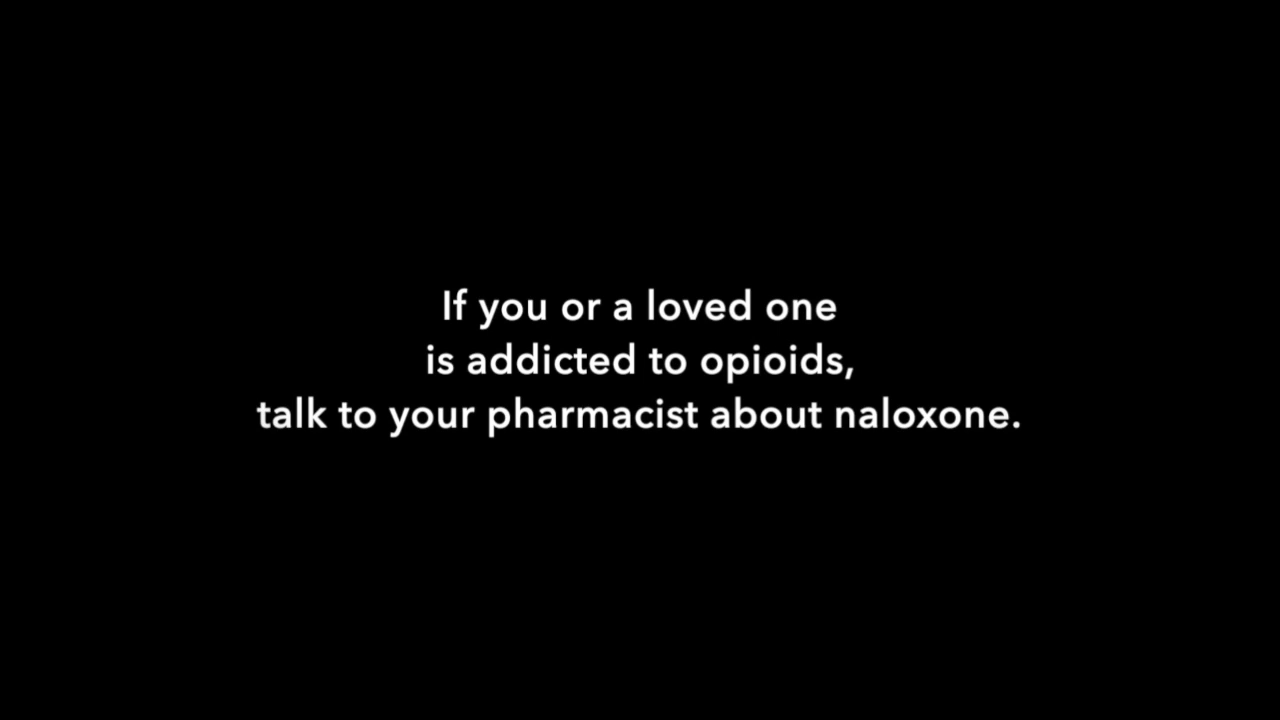 If you or a loved one
is addicted to opioids,
talk to your pharmacist about naloxone.